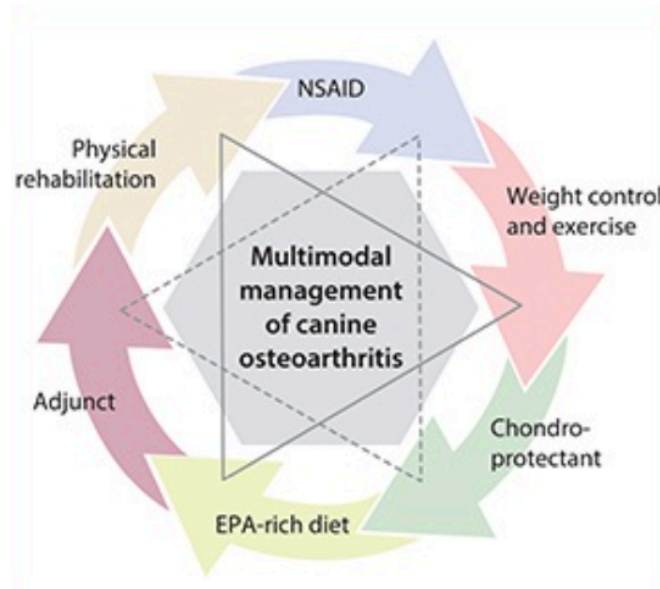 NSAID
Weight control
and exercise
Chondro-
protectant
EPA-rich diet
Adjunct
Physical
rehabilitation
Multimodal
management
of canine
osteoarthritis